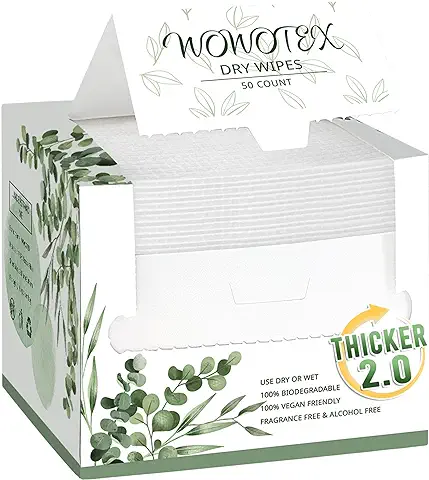 WOWOTEX
DRY WIPES
50 COUNT
THICKER
2.0
USE DRY OR WET
100% BIODEGRADABLE
100% VEGAN FRIENDLY
FRAGRANCE FREE & ALCOHOL FREE